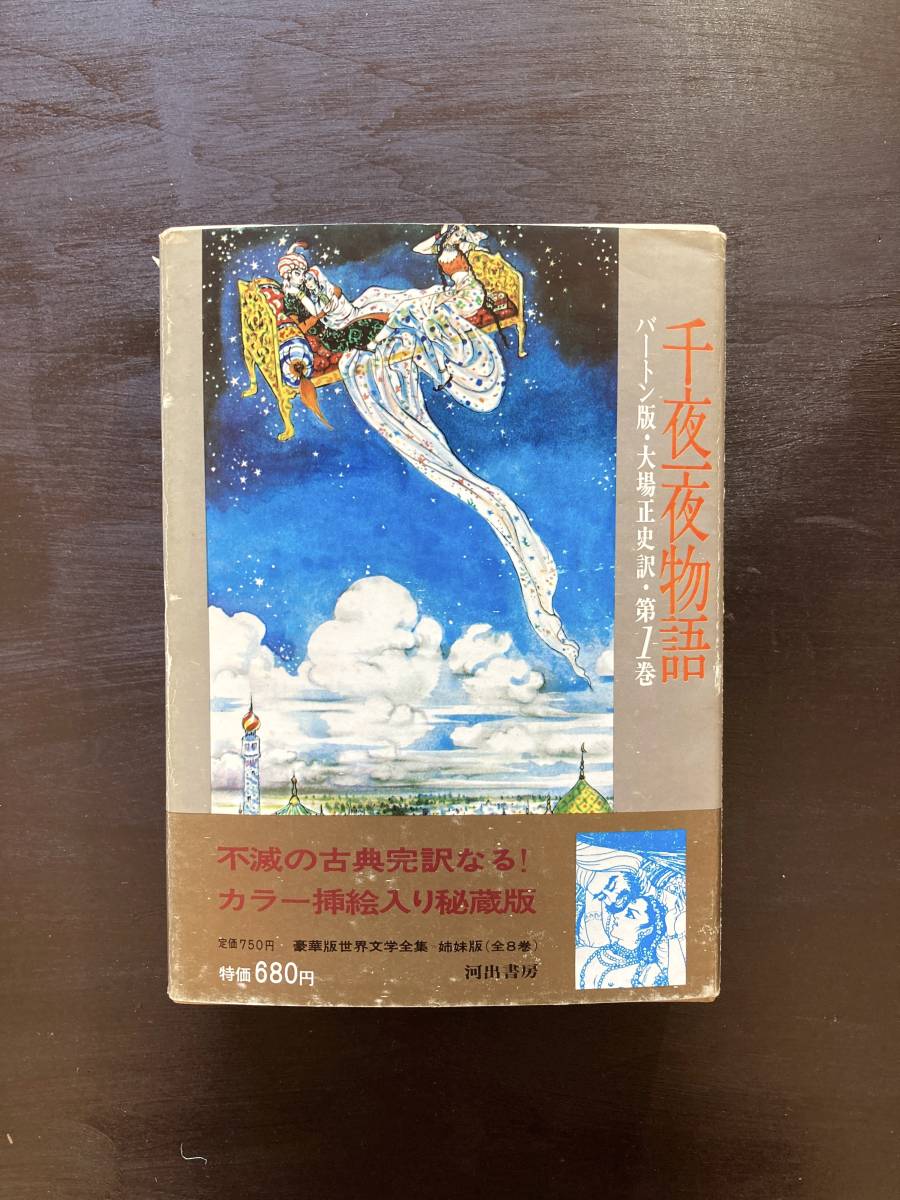 千夜一夜物語
バートン版・大場正史訳・第1巻
不滅の古典完訳なる!
カラー挿絵入り秘蔵版
定価750円 豪華版世界文学全集 姉妹版(全8巻)
特価680円 河出書房